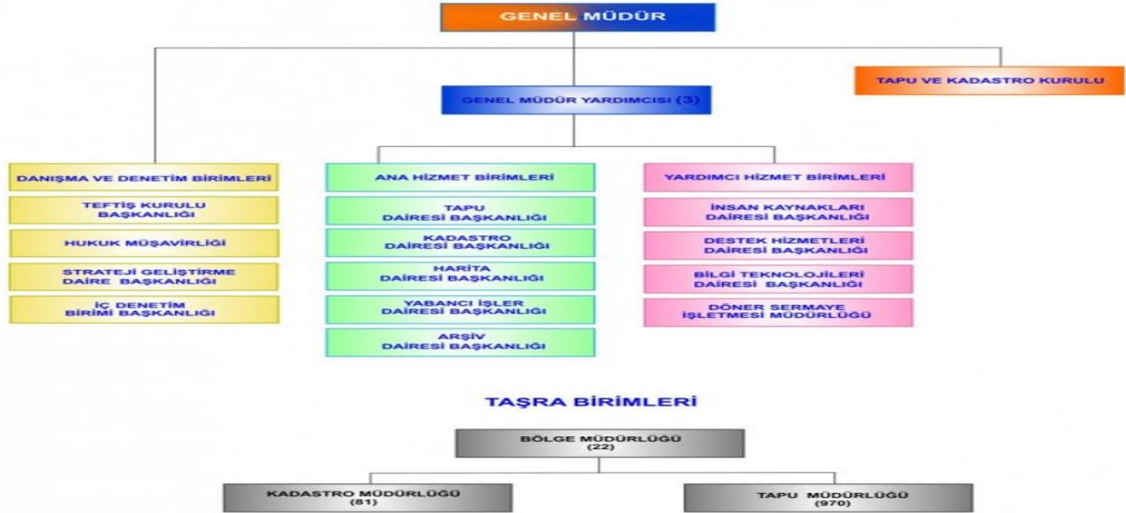 GENEL MÜDÜR
TAPU VE KADASTRO KURULU
GENEL MÜDÜR YARDIMCISI (3)
DANIŞMA VE DENETİM BİRİMLERİ
TEFTİŞ KURULU
BAŞKANLIĞI
HUKUK MÜŞAVİRLİĞİ
STRATEJİ GELİŞTİRME
DAİRE BAŞKANLIĞI
İÇ DENETİM
BİRİMİ BAŞKANLIĞI
ANA HİZMET BİRİMLERİ
TAPU
DAİRESİ BAŞKANLIĞI
KADASTRO
DAİRESİ BAŞKANLIĞI
HARİTA
DAİRESİ BAŞKANLIĞI
YABANCI İŞLER
DAİRESİ BAŞKANLIĞI
ARŞİV
DAİRESİ BAŞKANLIĞI
YARDIMCI HİZMET BİRİMLERİ
İNSAN KAYNAKLARI
DAİRESİ BAŞKANLIĞI
DESTEK HİZMETLERİ
DAİRESİ BAŞKANLIĞI
BİLGİ TEKNOLOJİLERİ
DAİRESİ BAŞKANLIĞI
DÖNER SERMAYE
İŞLETMESİ MÜDÜRLÜĞÜ
TAŞRA BİRİMLERİ
BÖLGE MÜDÜRLÜĞÜ
(22)
KADASTRO MÜDÜRLÜĞÜ
(81)
TAPU MÜDÜRLÜĞÜ
(970)